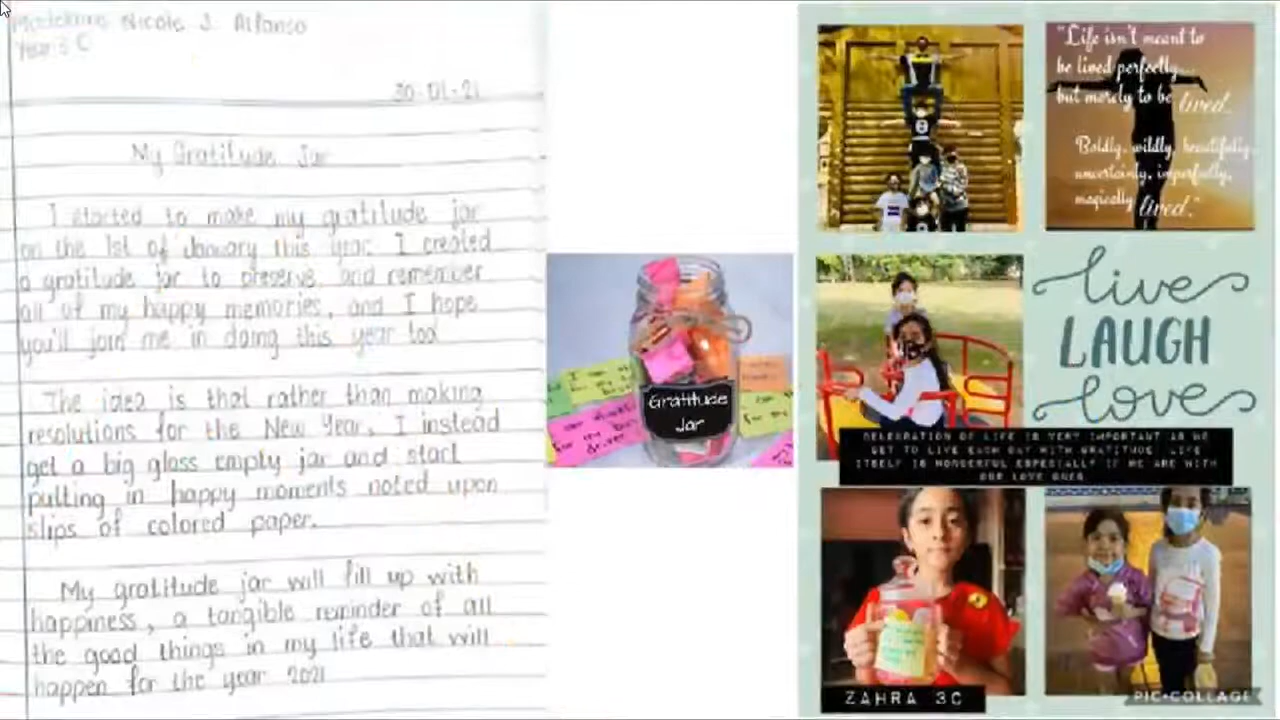 Nicole J. Alfonso
Year 3 C
30-01-21
My Gratitude Jar
I started to make my gratitude jar
on the 1st of January this year. I created
a gratitude jar to preserve and remember
all of my happy memories, and I hope
you'll join me in doing this year too
The idea is that rather than making
resolutions for the New Year, I instead
get a big glass empty jar and start
putting in happy moments noted upon
slips of colored paper.
My gratitude jar will fill up with
happiness, a tangible reminder of all
the good things in my life that will
happen for the year 2021
Gratitude
Jar
"Life isn't meant to
be lived perfectly...
but merely to be lived.
Boldly, wildly, beautifully,
uncertainly, imperfectly,
magically lived."
live
LAUGH
love
CELEBRATION OF LIFE IS VERY IMPORTANT AS WE
GET TO LIVE EACH DAY WITH GRATITUDE. LIFE
ITSELF IS WONDERFUL ESPECIALLY IF WE ARE WITH
OUR LOVE ONES
ZAHRA 3C
PIC•COLLAGE